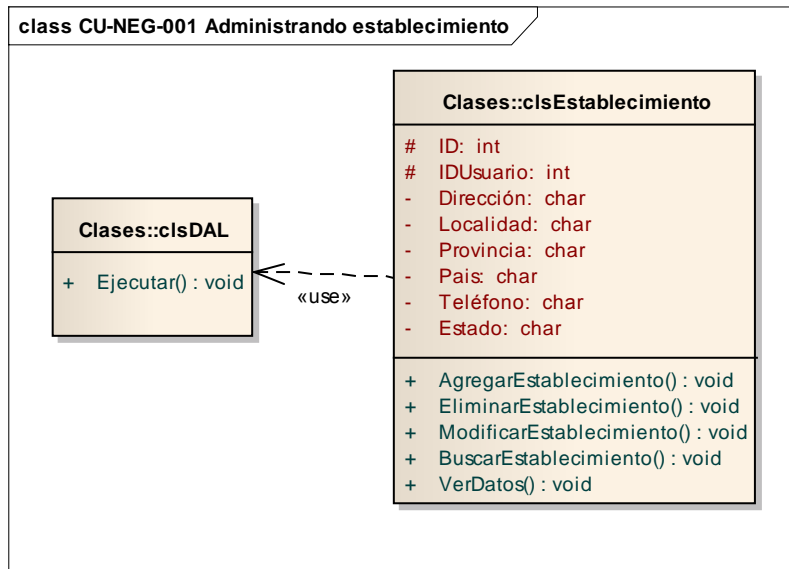 class CU-NEG-001 Administrando establecimiento
Clases::clsDAL
+ Ejecutar() : void
«use»
Clases::clsEstablecimiento
# ID: int
# IDUsuario: int
- Dirección: char
- Localidad: char
- Provincia: char
- Pais: char
- Teléfono: char
- Estado: char
+ AgregarEstablecimiento() : void
+ EliminarEstablecimiento() : void
+ ModificarEstablecimiento() : void
+ BuscarEstablecimiento() : void
+ VerDatos() : void